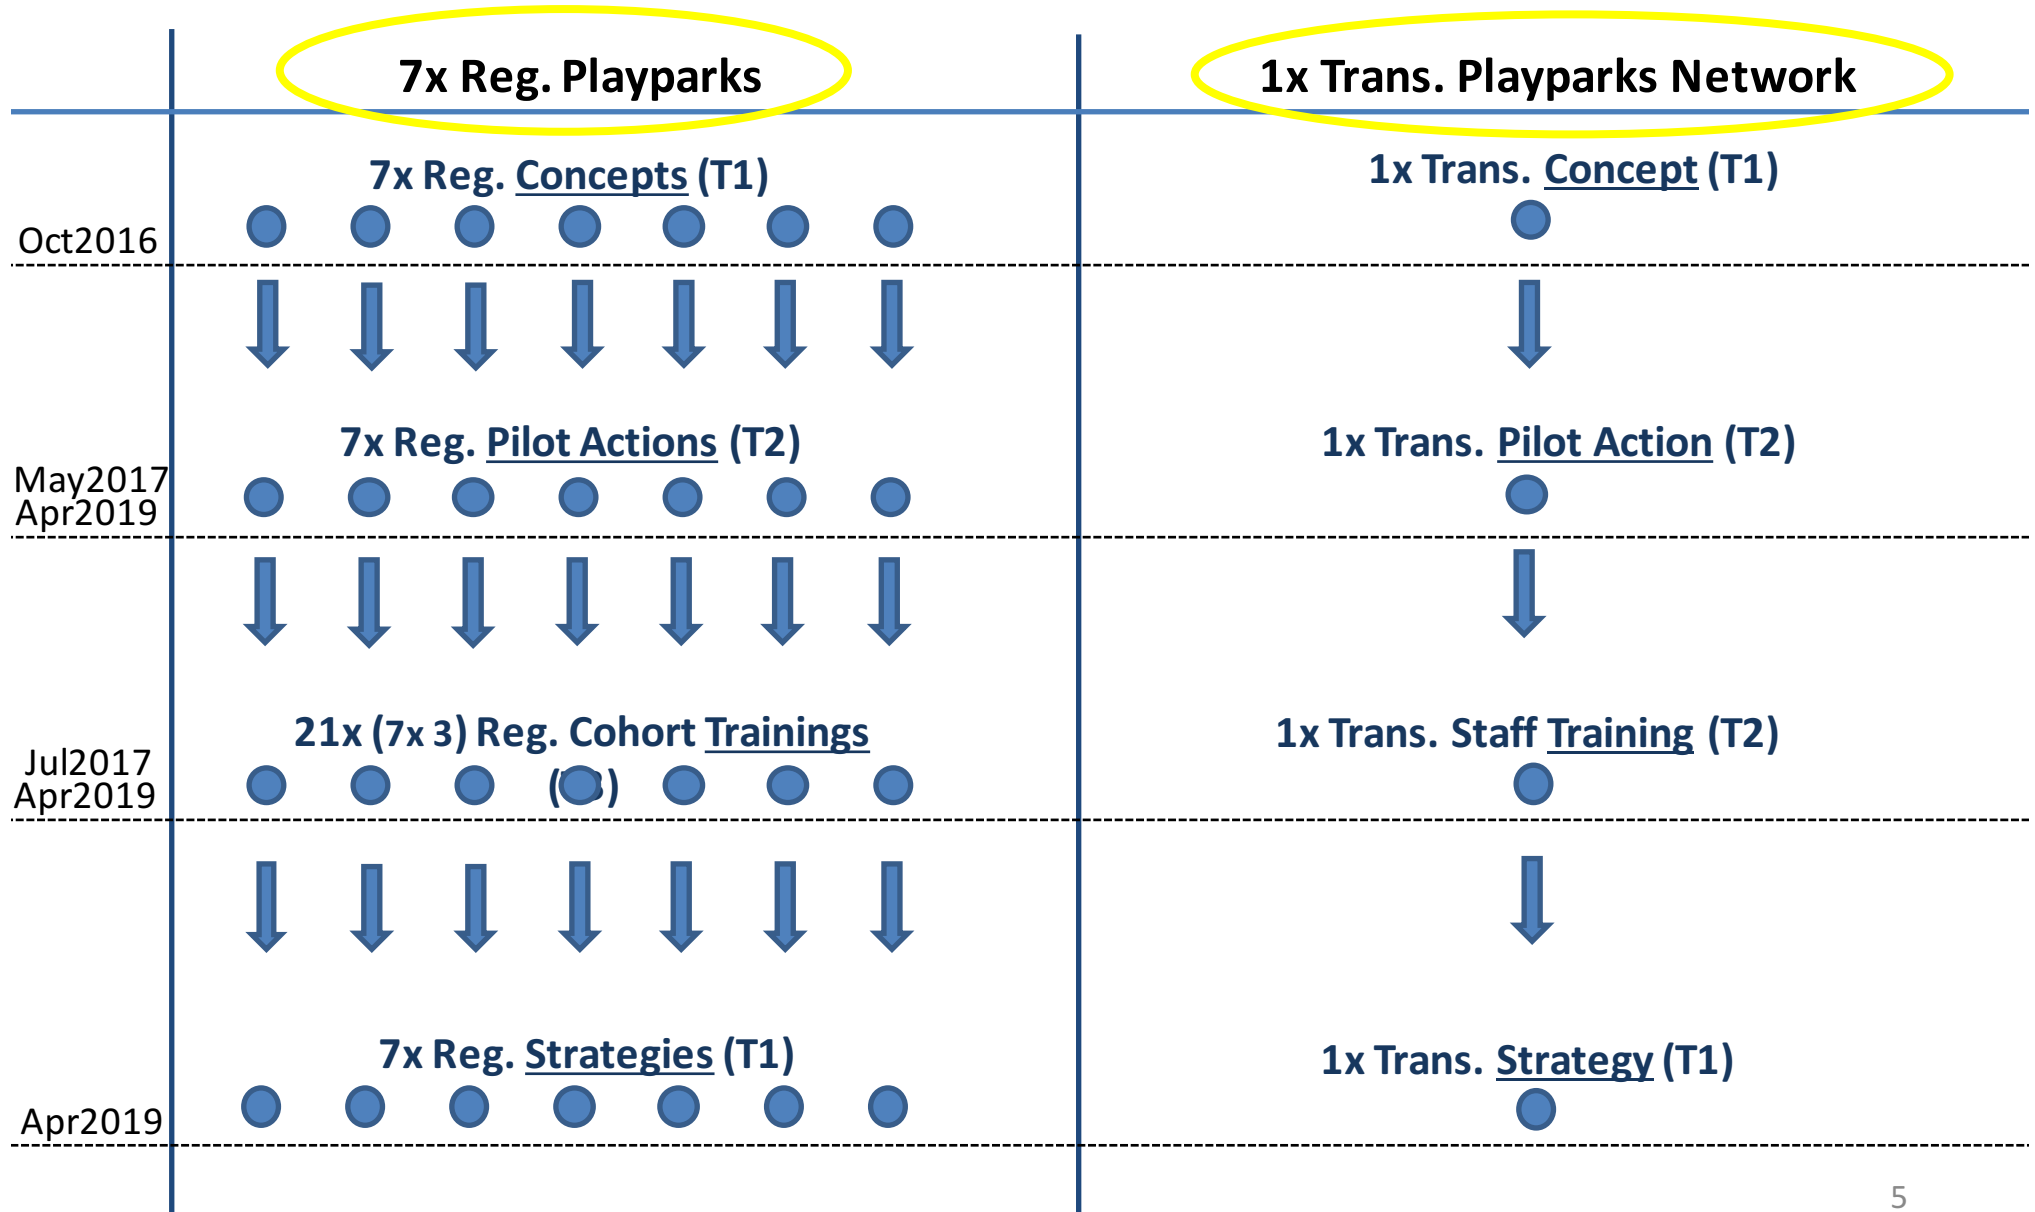 7x Reg. Playparks
1x Trans. Playparks Network
7x Reg. Concepts (T1)
1x Trans. Concept (T1)
Oct2016
7x Reg. Pilot Actions (T2)
1x Trans. Pilot Action (T2)
May2017
Apr2019
21x (7x 3) Reg. Cohort Trainings
1x Trans. Staff Training (T2)
Jul2017
Apr2019
7x Reg. Strategies (T1)
1x Trans. Strategy (T1)
Apr2019
5